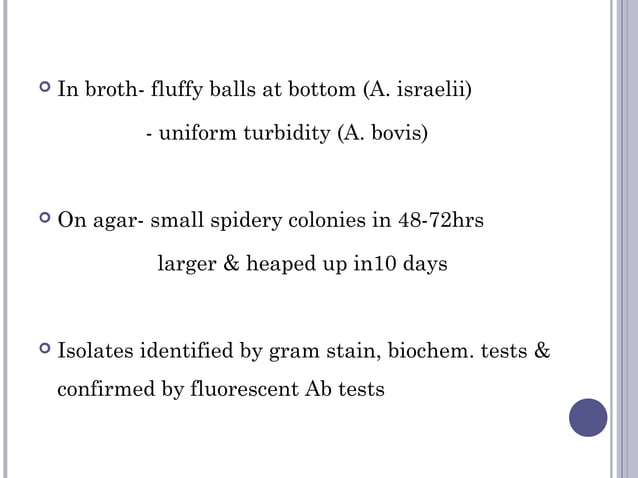 In broth- fluffy balls at bottom (A. israelii)
- uniform turbidity (A. bovis)
On agar- small spidery colonies in 48-72hrs
larger & heaped up in10 days
Isolates identified by gram stain, biochem. tests &
confirmed by fluorescent Ab tests